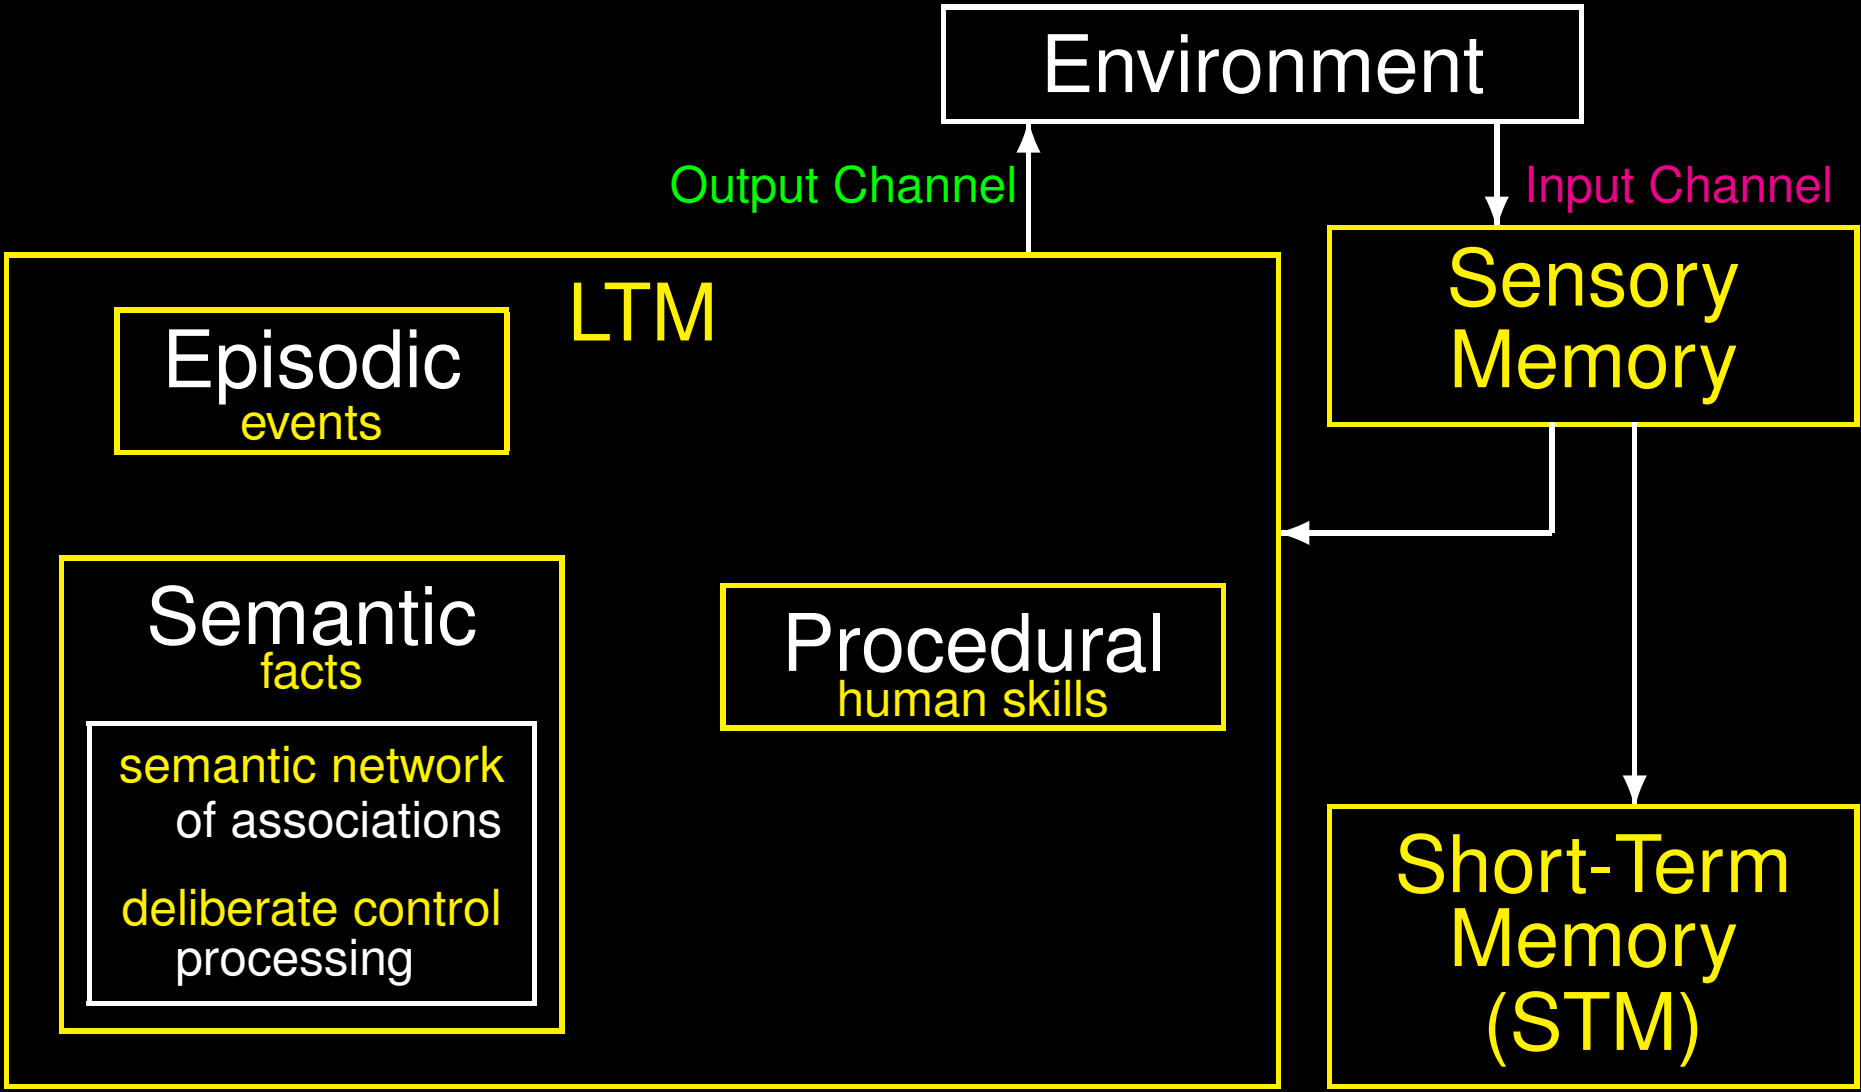 Environment
Output Channel
Input Channel
Sensory
Memory
LTM
Episodic
events
Semantic
facts
semantic network
of associations
deliberate control
processing
Procedural
human skills
Short-Term
Memory
(STM)